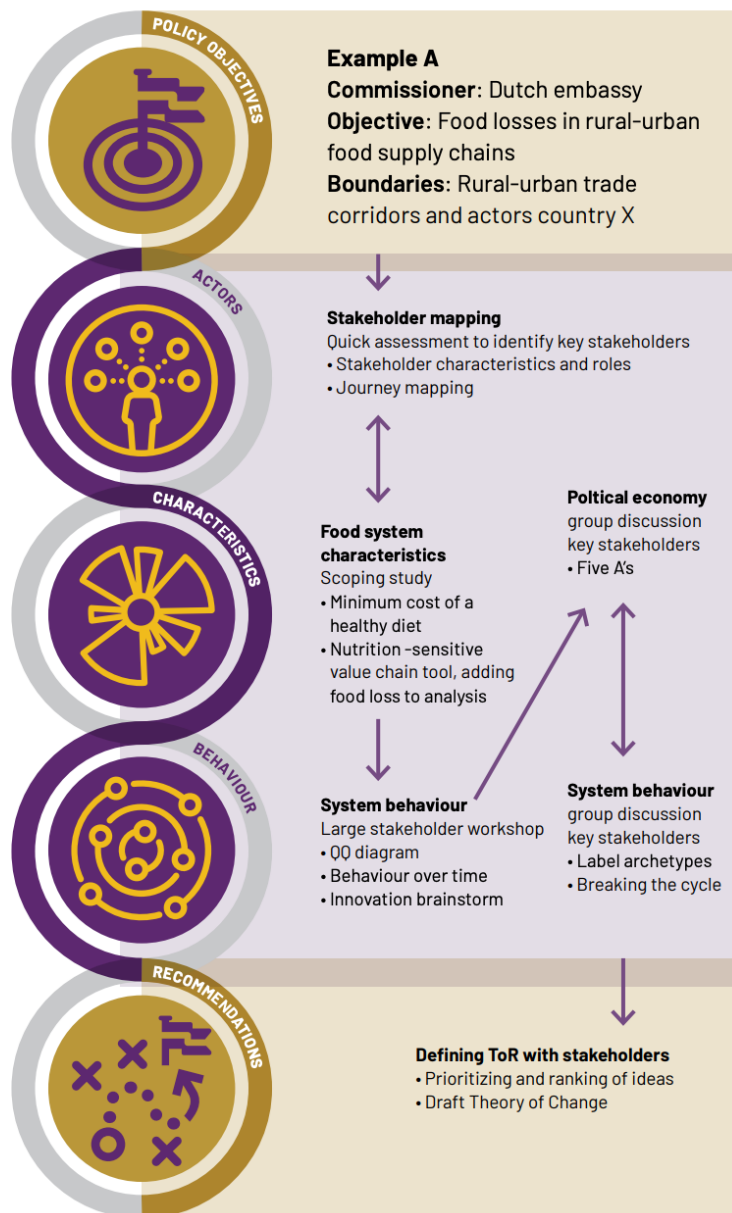 POLICY OBJECTIVES
Example A
Commissioner: Dutch embassy
Objective: Food losses in rural-urban
food supply chains
Boundaries: Rural-urban trade
corridors and actors country X
ACTORS
Stakeholder mapping
Quick assessment to identify key stakeholders
• Stakeholder characteristics and roles
• Journey mapping
CHARACTERISTICS
Food system
characteristics
Scoping study
• Minimum cost of a
healthy diet
• Nutrition -sensitive
value chain tool, adding
food loss to analysis
Poltical economy
group discussion
key stakeholders
• Five A's
BEHAVIOUR
System behaviour
Large stakeholder workshop
• QQ diagram
• Behaviour over time
• Innovation brainstorm
System behaviour
group discussion
key stakeholders
• Label archetypes
• Breaking the cycle
RECOMMENDATIONS
Defining ToR with stakeholders
• Prioritizing and ranking of ideas
• Draft Theory of Change